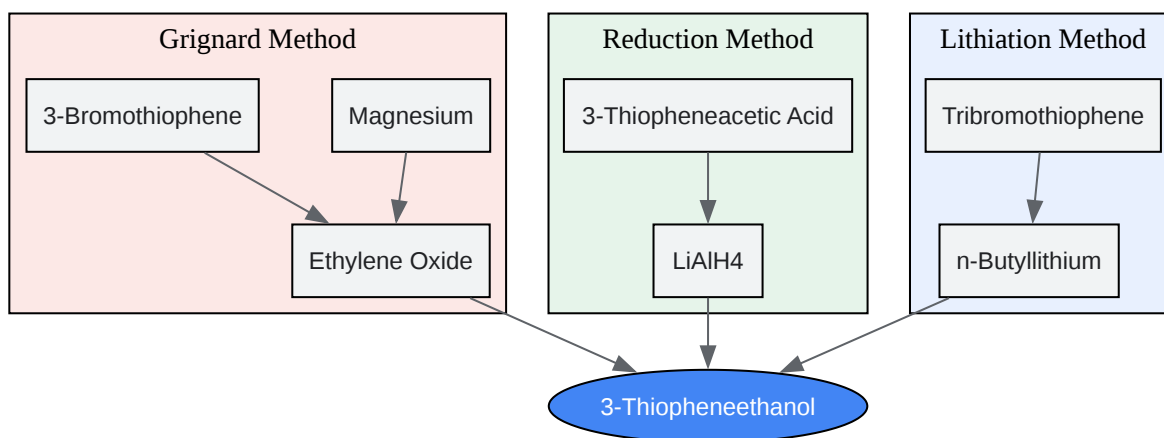 Grignard Method
Reduction Method
Lithiation Method
3-Bromothiophene
Magnesium
3-Thiopheneacetic Acid
Tribromothiophene
Ethylene Oxide
LiAlH4
n-Butyllithium
3-Thiopheneethanol